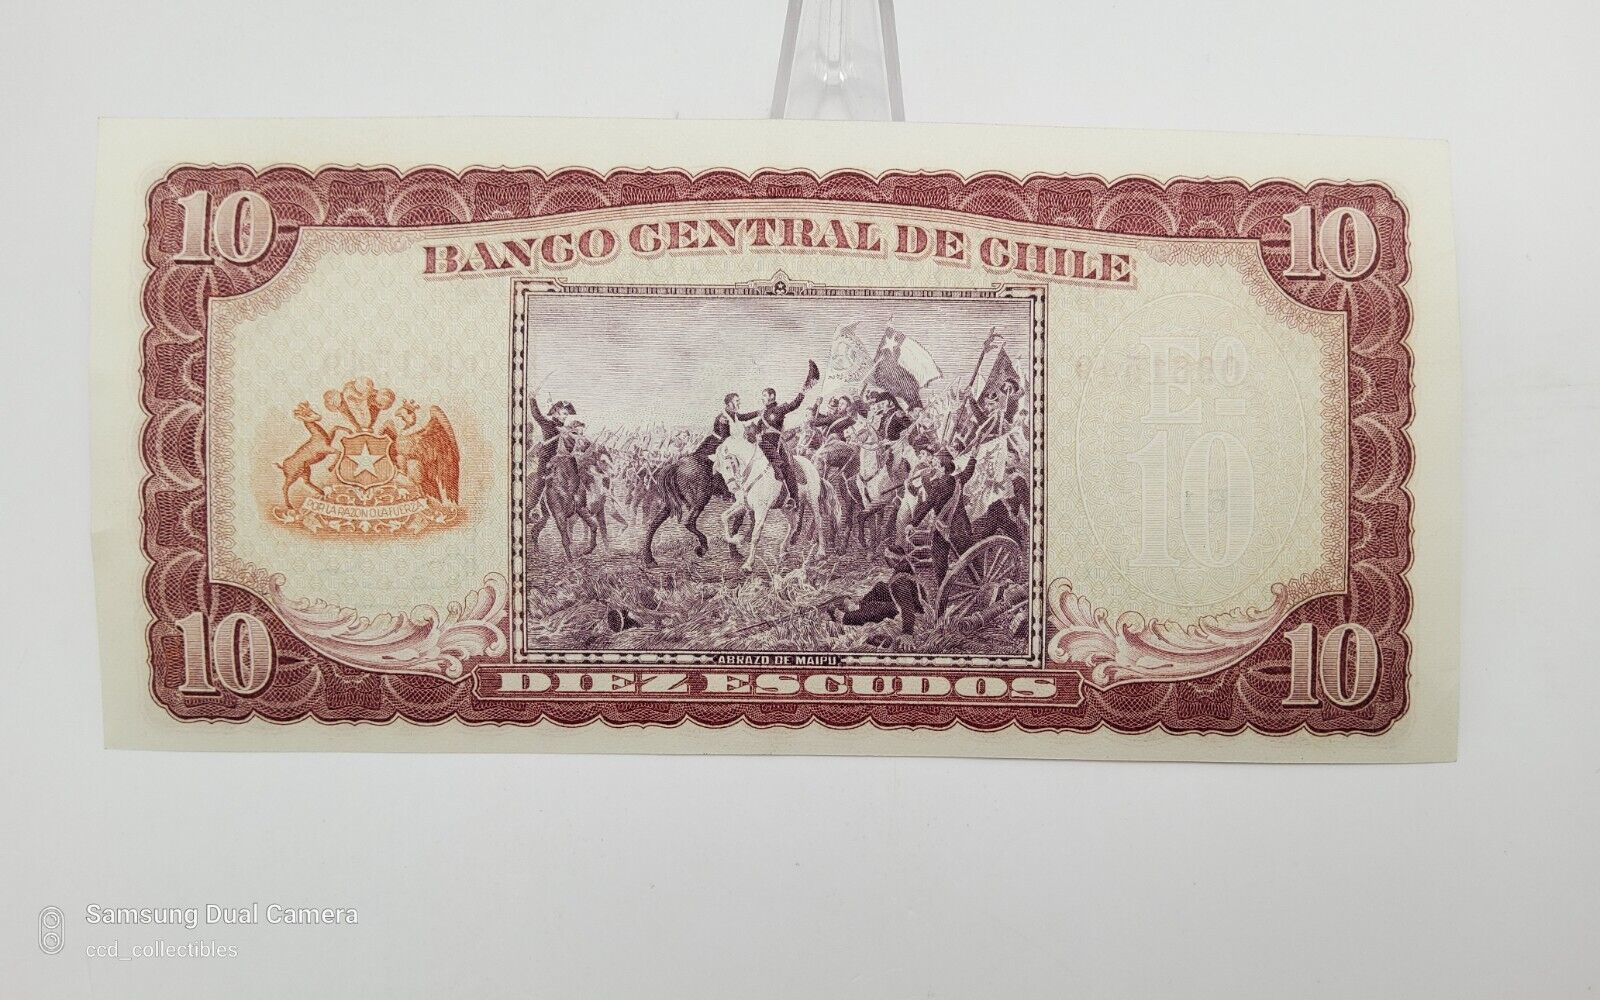 10
10
BANCO CENTRAL DE CHILE
Eº
10
POR LA RAZON O LA FUERZA
ABRAZO DE MAIPU
10
DIEZ ESCUDOS
10
Samsung Dual Camera
ccd_collectibles